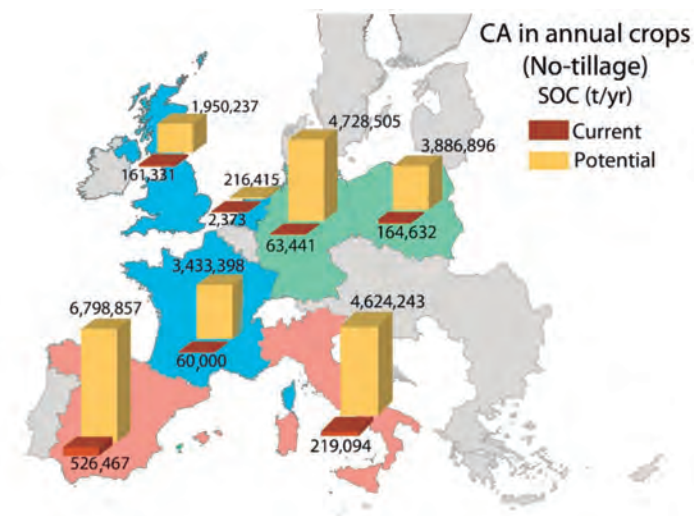 CA in annual crops
(No-tillage)
SOC (t/yr)
Current
Potential
1,950,237
161,331
216,415
2,373
4,728,505
63,441
3,886,896
164,632
3,433,398
60,000
6,798,857
526,467
4,624,243
219,094